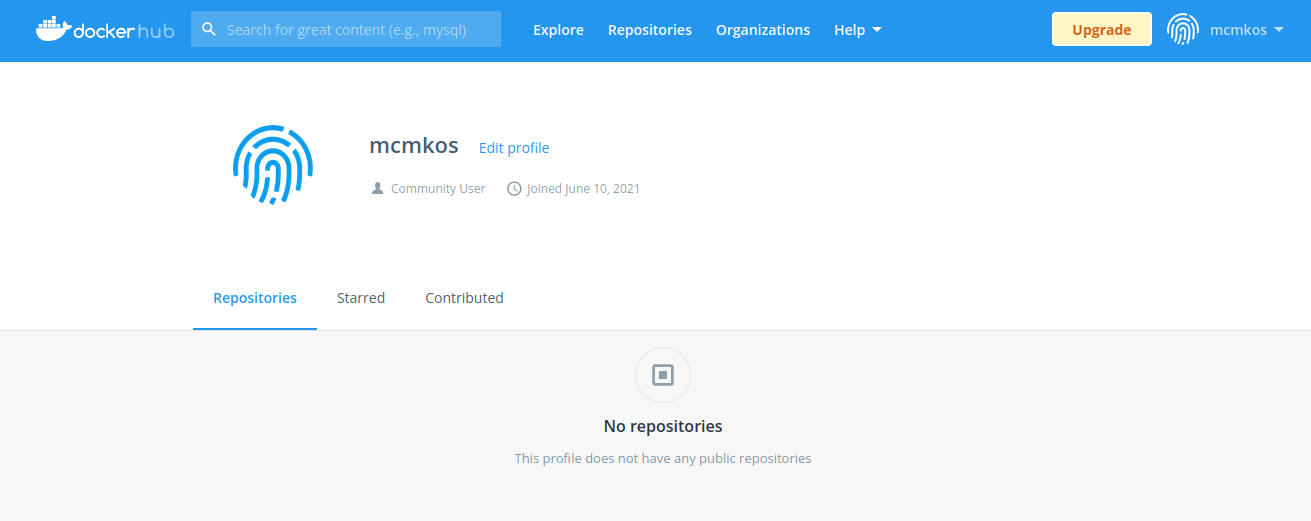 docker hub
Search for great content (e.g., mysql)
Explore
Repositories
Organizations
Help
Upgrade
mcmkos
mcmkos
Edit profile
Community User
Joined June 10, 2021
Repositories
Starred
Contributed
No repositories
This profile does not have any public repositories